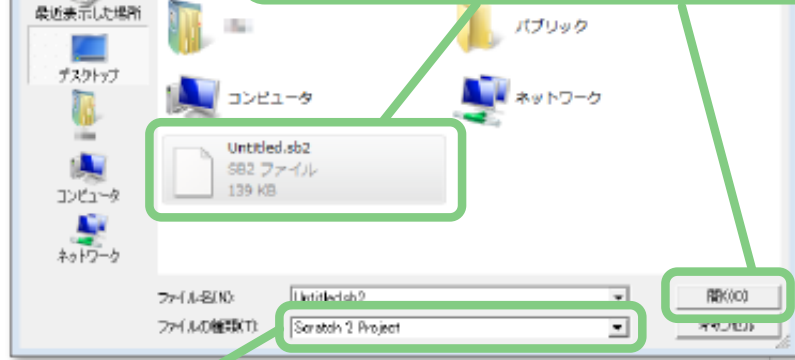 最近表示した場所
パブリック
デスクトップ
コンピュータ
ネットワーク
Untitled.sb2
SB2 ファイル
139 KB
コンピュータ
ネットワーク
ファイル名(N):
Untitled.sb2
開く(O)
ファイルの種類(T):
Scratch 2 Project
キャンセル